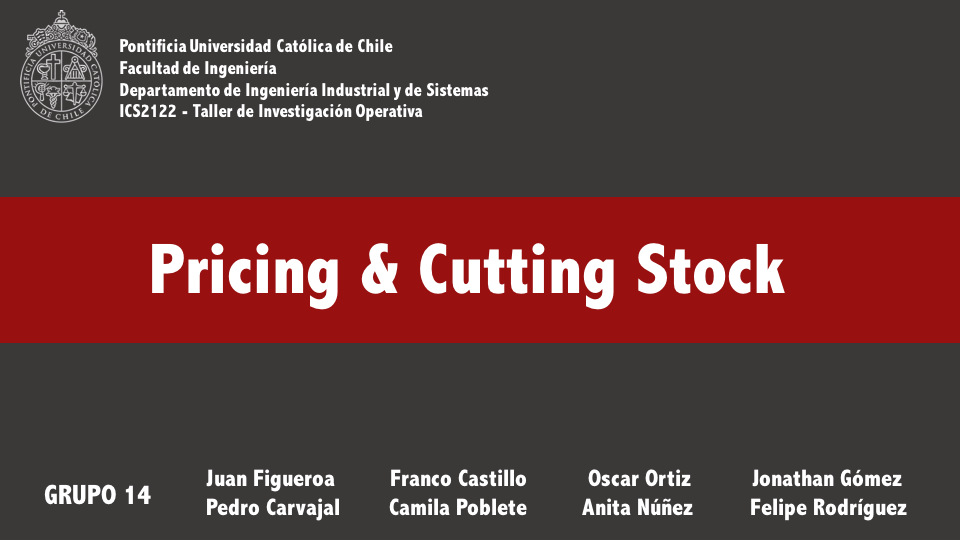 PONTIFICIA UNIVERSIDAD CATOLICA DE CHILE
Pontificia Universidad Católica de Chile
Facultad de Ingeniería
Departamento de Ingeniería Industrial y de Sistemas
ICS2122 - Taller de Investigación Operativa
Pricing & Cutting Stock
GRUPO 14
Juan Figueroa Franco Castillo Oscar Ortiz Jonathan Gómez
Pedro Carvajal Camila Poblete Anita Núñez Felipe Rodríguez